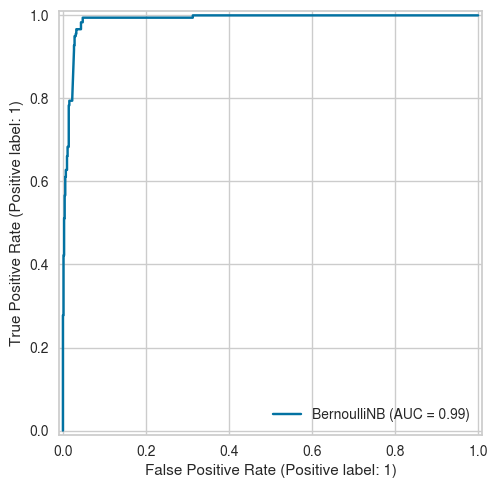 1.0
0.8
0.6
0.4
0.2
0.0
True Positive Rate (Positive label: 1)
BernoulliNB (AUC = 0.99)
0.0 0.2 0.4 0.6 0.8 1.0
False Positive Rate (Positive label: 1)